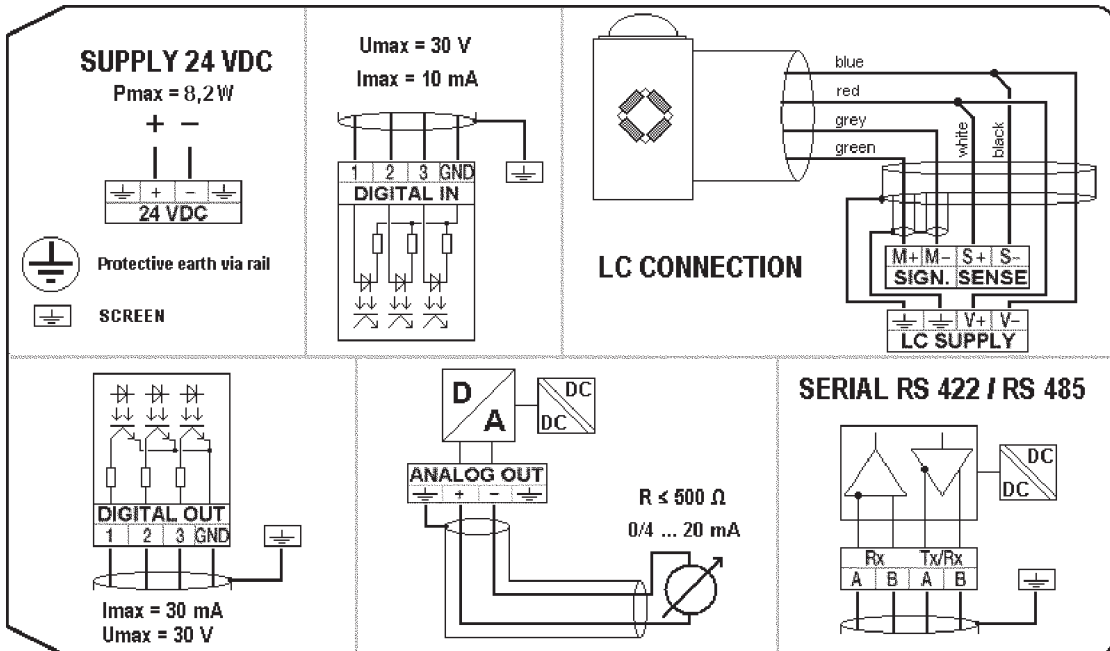 SUPPLY 24 VDC
Pmax = 8,2W
+ −
+ −
24 VDC
Protective earth via rail
SCREEN
Umax = 30 V
Imax = 10 mA
1 2 3 GND
DIGITAL IN
blue
red
grey
green
white
black
LC CONNECTION
M+ M- S+ S-
SIGN. SENSE
V+ V-
LC SUPPLY
DIGITAL OUT
1 2 3 GND
Imax = 30 mA
Umax = 30 V
D
A
DC
DC
ANALOG OUT
+ -
R ≤ 500 Ω
0/4 ... 20 mA
SERIAL RS 422 / RS 485
DC
DC
Rx Tx/Rx
A B A B